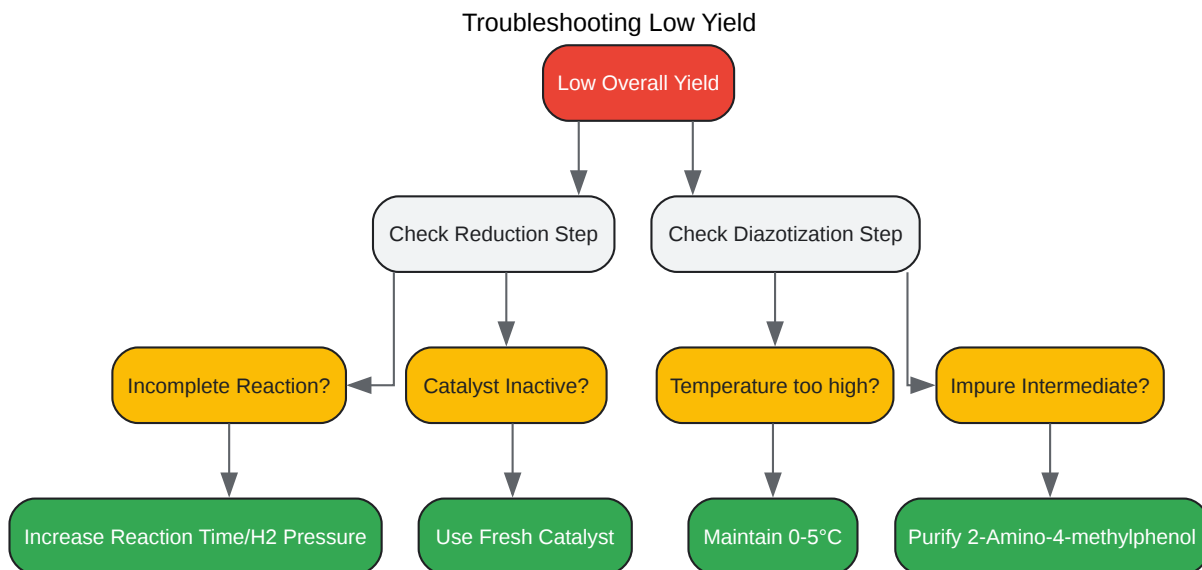 Troubleshooting Low Yield
Low Overall Yield
Check Reduction Step
Check Diazotization Step
Incomplete Reaction?
Catalyst Inactive?
Temperature too high?
Impure Intermediate?
Increase Reaction Time/H2 Pressure
Use Fresh Catalyst
Maintain 0-5°C
Purify 2-Amino-4-methylphenol